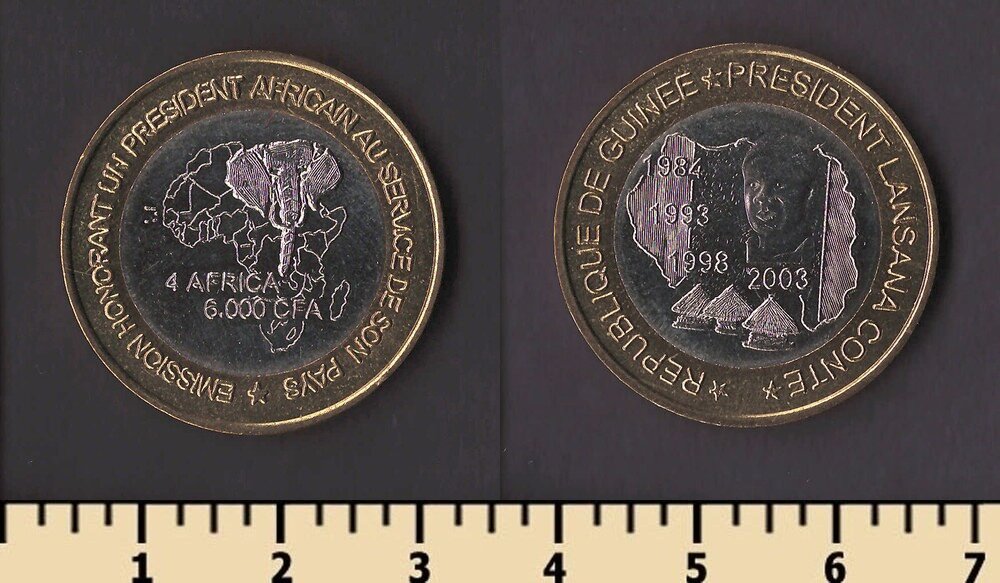 EMISSION HONORANT UN PRESIDENT AFRICAIN AU SERVICE DE SON PAYS
4 AFRICA
6.000 CFA
REPUBLIQUE DE GUINEE ★ PRESIDENT LANSANA CONTE
1984
1993
1998
2003
1 2 3 4 5 6 7